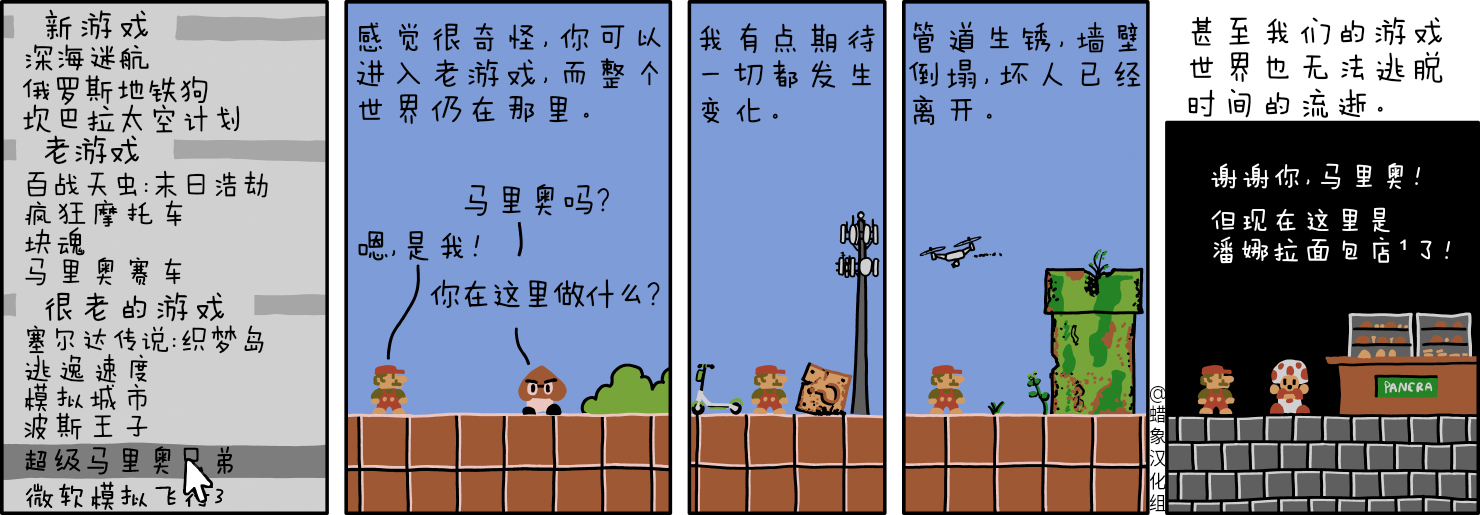 新游戏
深海迷航
俄罗斯地铁狗
坎巴拉太空计划
老游戏
百战天虫:末日浩劫
疯狂摩托车
块魂
马里奥赛车
很老的游戏
塞尔达传说:织梦岛
逃逸速度
模拟城市
波斯王子
超级马里奥兄弟
微软模拟飞行3
感觉很奇怪,你可以
进入老游戏,而整个
世界仍在那里。
马里奥吗?
嗯,是我!
你在这里做什么?
我有点期待
一切都发生
变化。
管道生锈,墙壁
倒塌,坏人已经
离开。
甚至我们的游戏
世界也无法逃脱
时间的流逝。
谢谢你,马里奥!
但现在这里是
潘娜拉面包店¹了!
PANERA
@蜡象汉化组